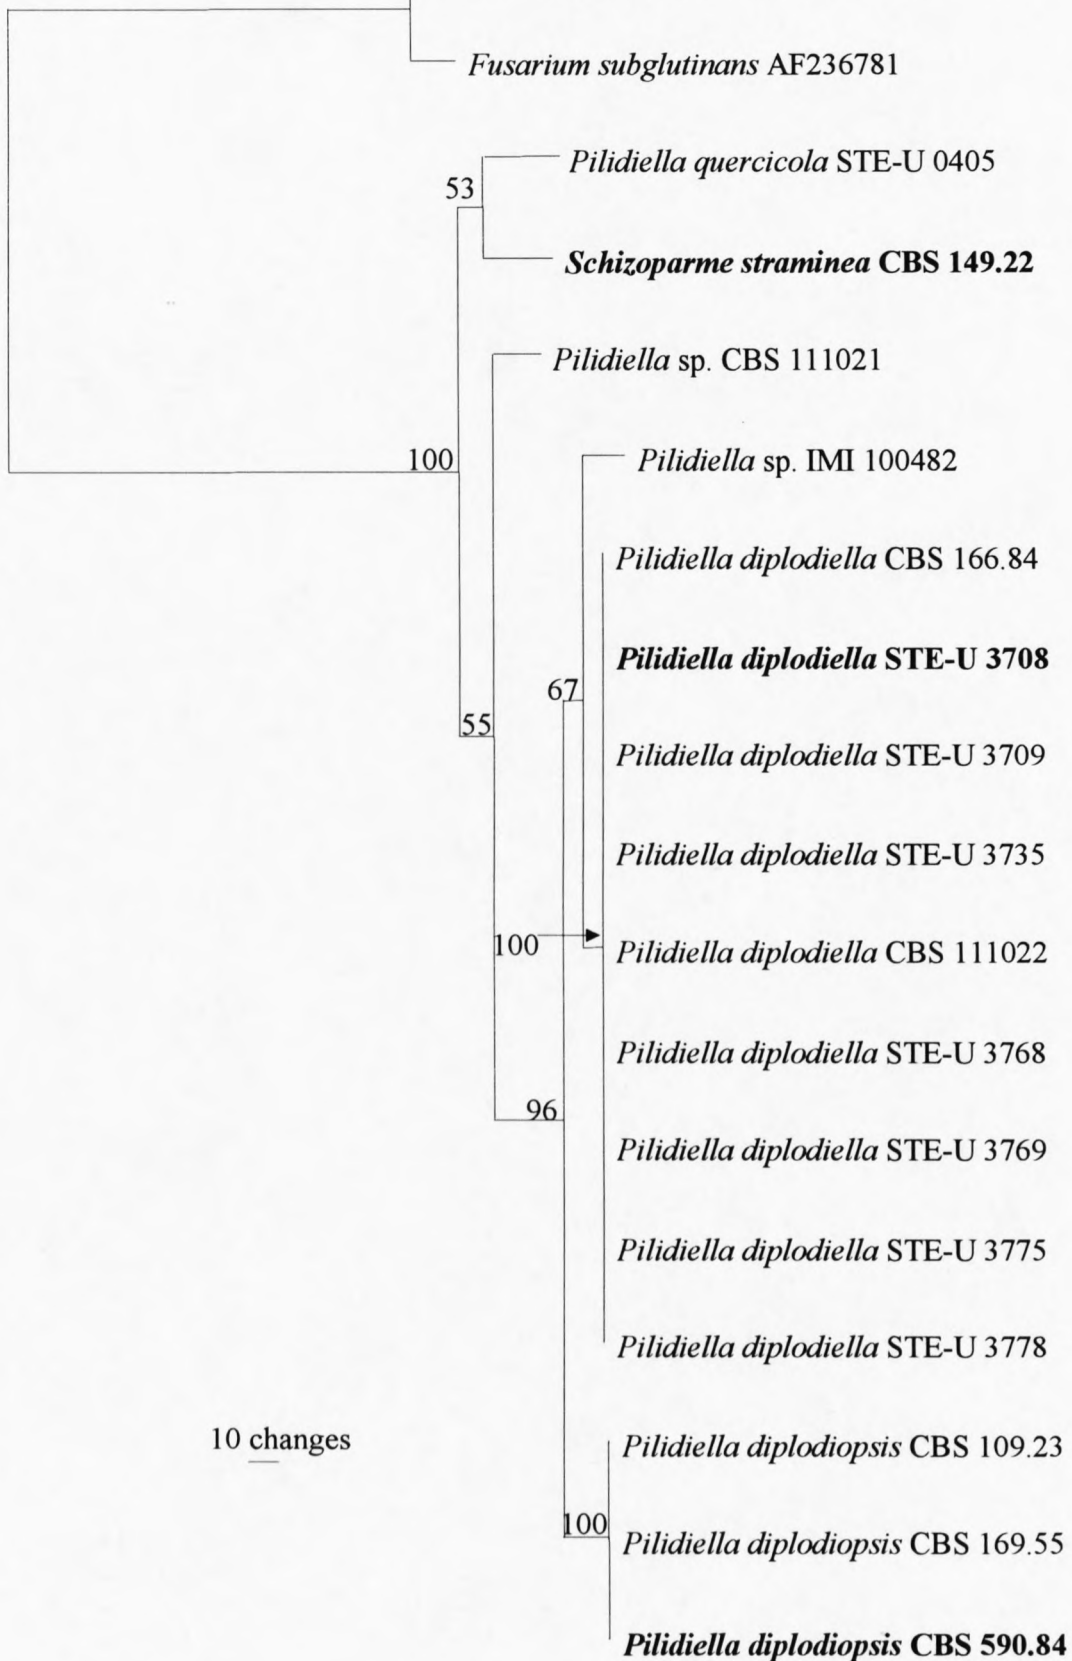 Fusarium subglutinans AF236781
Pilidiella quercicola STE-U 0405
53
Schizoparme straminea CBS 149.22
Pilidiella sp. CBS 111021
100
Pilidiella sp. IMI 100482
Pilidiella diplodiella CBS 166.84
Pilidiella diplodiella STE-U 3708
67
55
Pilidiella diplodiella STE-U 3709
Pilidiella diplodiella STE-U 3735
100
Pilidiella diplodiella CBS 111022
Pilidiella diplodiella STE-U 3768
96
Pilidiella diplodiella STE-U 3769
Pilidiella diplodiella STE-U 3775
Pilidiella diplodiella STE-U 3778
10 changes
Pilidiella diplodiopsis CBS 109.23
100
Pilidiella diplodiopsis CBS 169.55
Pilidiella diplodiopsis CBS 590.84